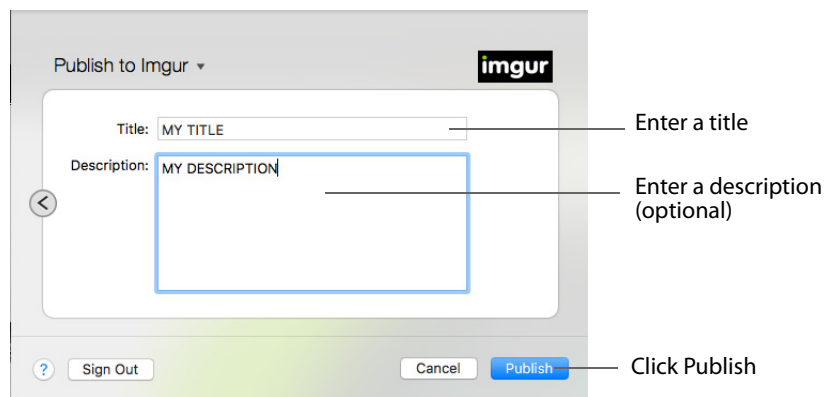 Publish to Imgur
imgur
Title: MY TITLE
Enter a title
Description: MY DESCRIPTION
Enter a description
(optional)
? Sign Out Cancel Publish
Click Publish